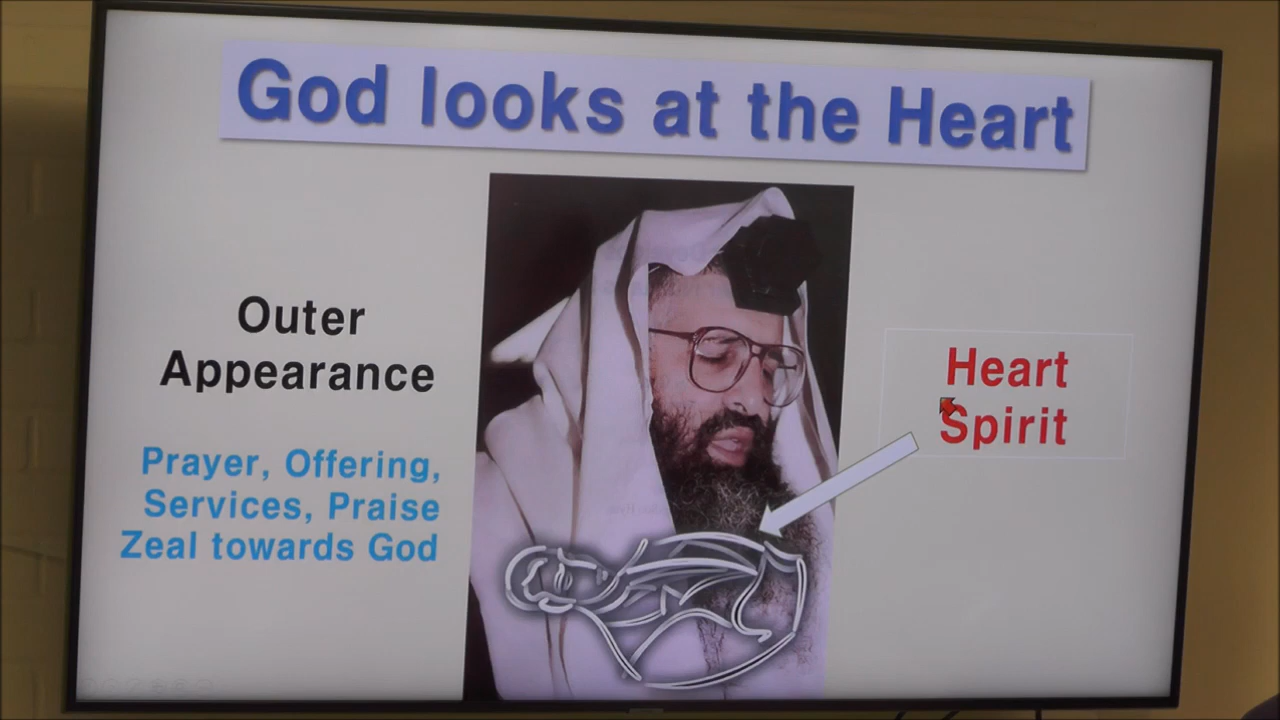 God looks at the Heart
Outer
Appearance
Prayer, Offering,
Services, Praise
Zeal towards God
Heart
Spirit